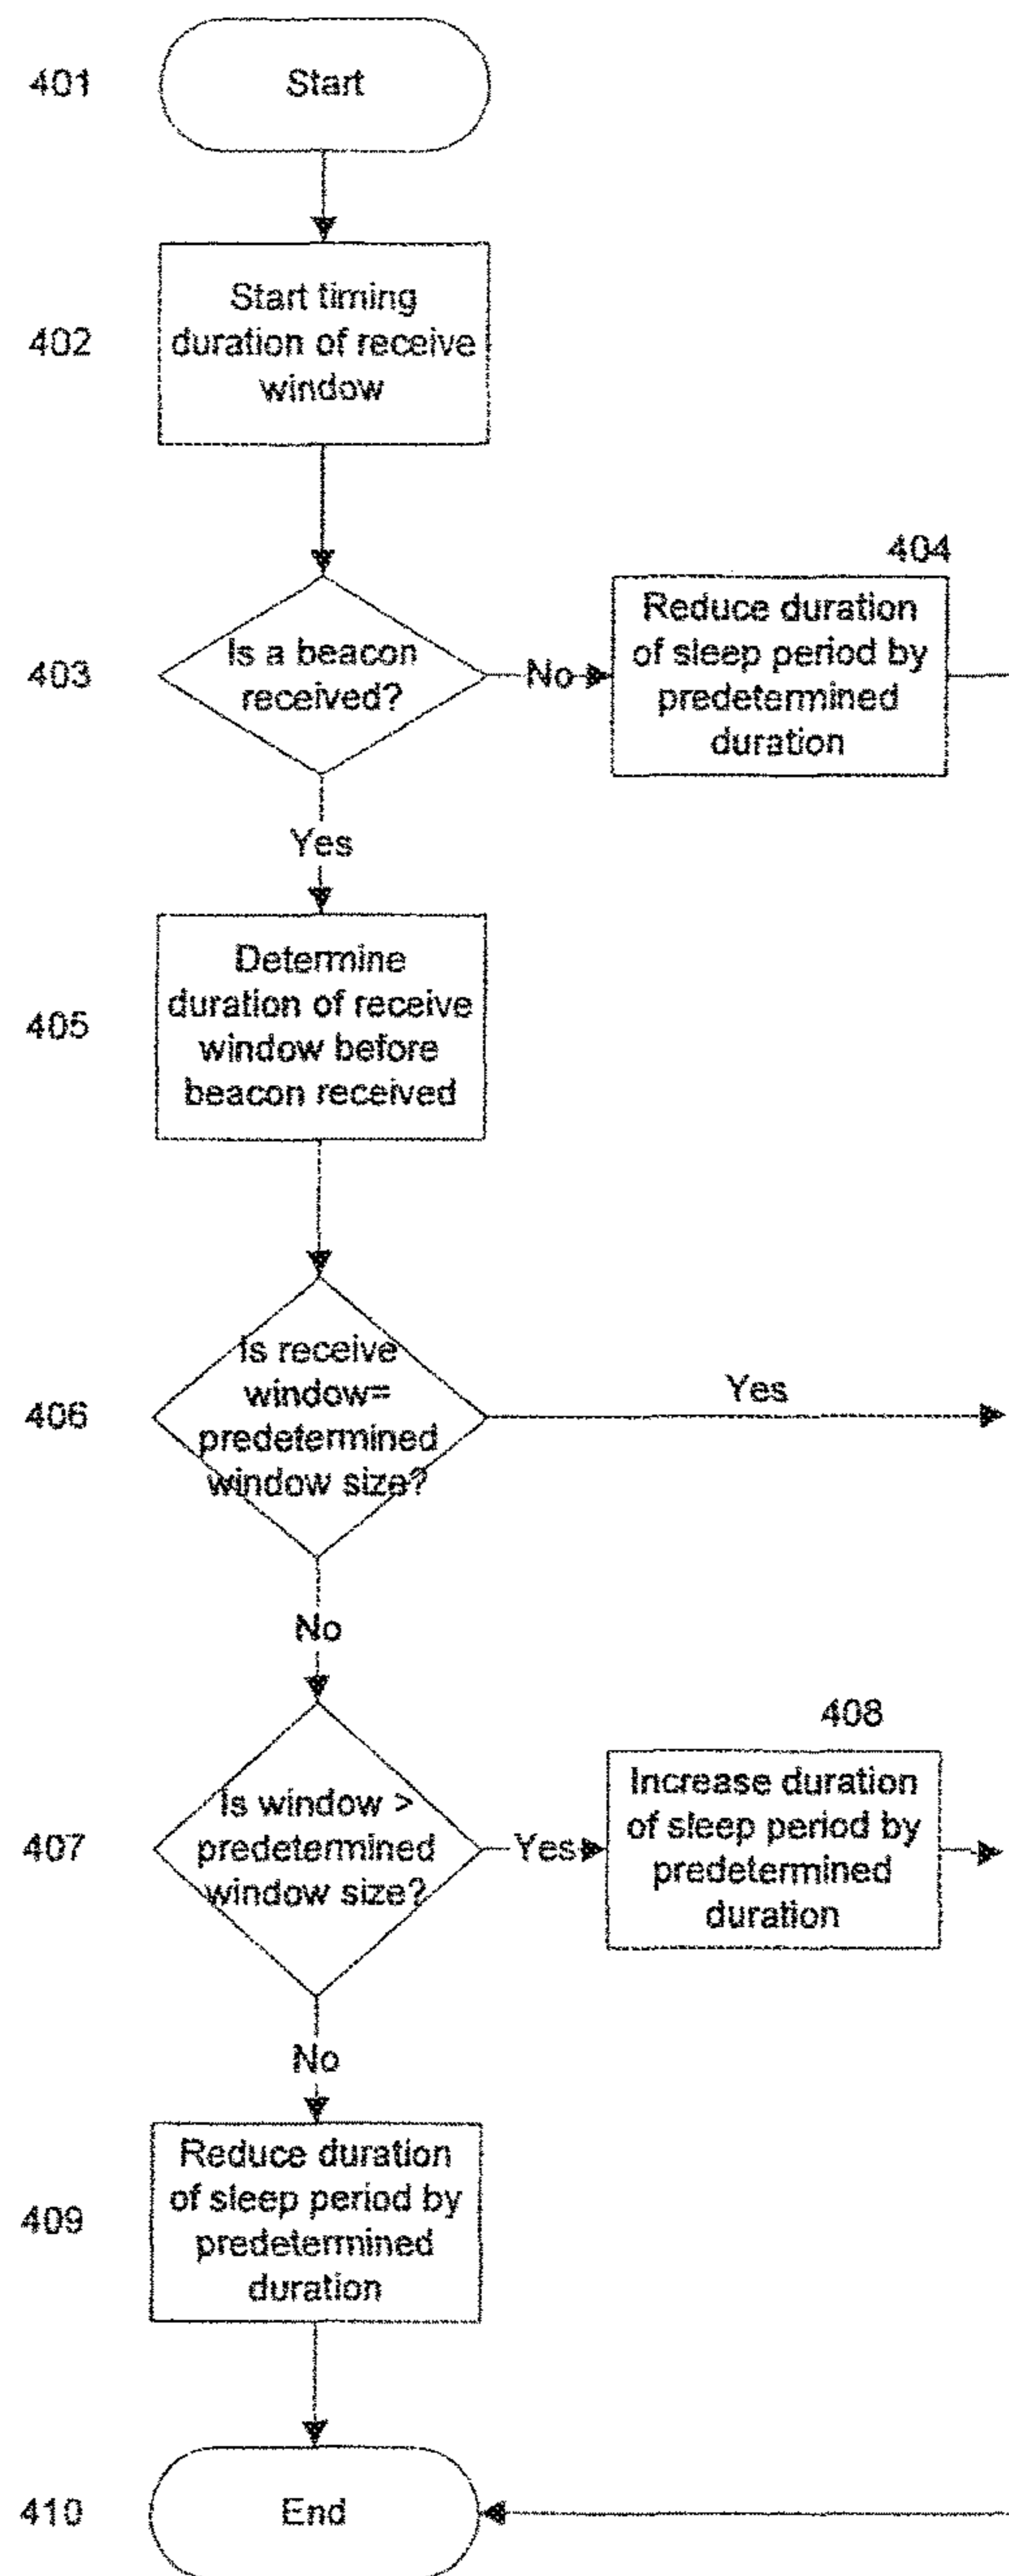 401
Start
402
Start timing
duration of receive
window
403
Is a beacon
received?
No
404
Reduce duration
of sleep period by
predetermined
duration
Yes
405
Determine
duration of receive
window before
beacon received
406
Is receive
window=
predetermined
window size?
Yes
No
407
Is window >
predetermined
window size?
Yes
408
Increase duration
of sleep period by
predetermined
duration
No
409
Reduce duration
of sleep period by
predetermined
duration
410
End